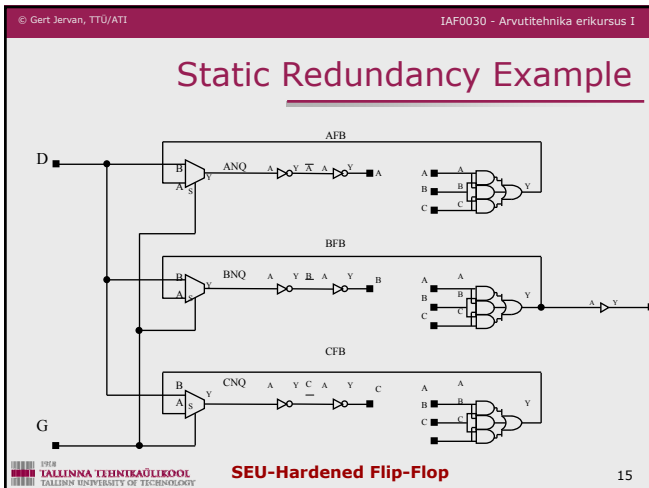 © Gert Jervan, TTÜ/ATI
IAF0030 - Arvutitehnika erikursus I
Static Redundancy Example
AFB
D
B
A
S
Y
ANQ
A Y A A Y
A
A
B
C
A
B
C
Y
BFB
B
A
S
Y
BNQ
A Y B A Y
B
A
B
C
A
B
C
Y
A Y
CFB
B
A
S
Y
CNQ
A Y C A Y
C
A
B
C
A
B
C
Y
G
1918
TALLINNA TEHNIKAÜLIKOOL
TALLINN UNIVERSITY OF TECHNOLOGY
SEU-Hardened Flip-Flop
15